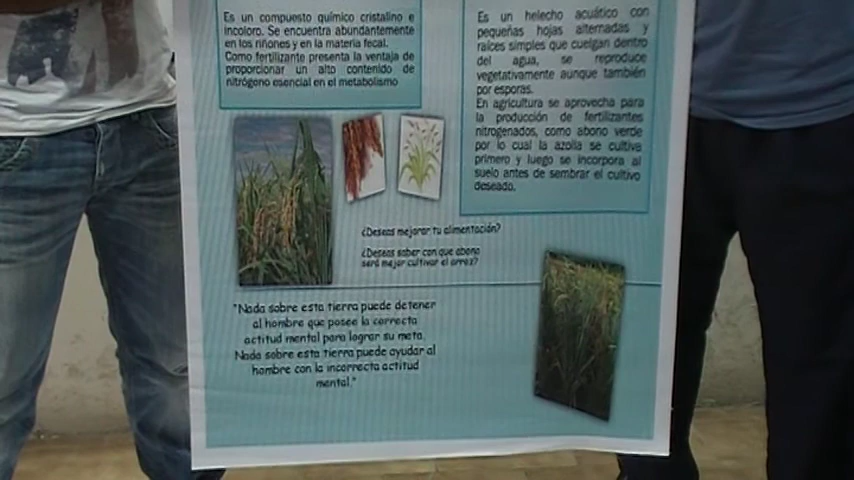 Es un compuesto químico cristalino e
incoloro. Se encuentra abundantemente
en los riñones y en la materia fecal.
Como fertilizante presenta la ventaja de
proporcionar un alto contenido de
nitrógeno esencial en el metabolismo
Es un helecho acuático con
pequeñas hojas alternadas y
raíces simples que cuelgan dentro
del agua, se reproduce
vegetativamente aunque también
por esporas.
En agricultura se aprovecha para
la producción de fertilizantes
nitrogenados, como abono verde
por lo cual la azolla se cultiva
primero y luego se incorpora al
suelo antes de sembrar el cultivo
deseado.
¿Deseas mejorar tu alimentación?
¿Deseas saber con que abono
será mejor cultivar el arroz?
"Nada sobre esta tierra puede detener
al hombre que posee la correcta
actitud mental para lograr su meta.
Nada sobre esta tierra puede ayudar al
hombre con la incorrecta actitud
mental."